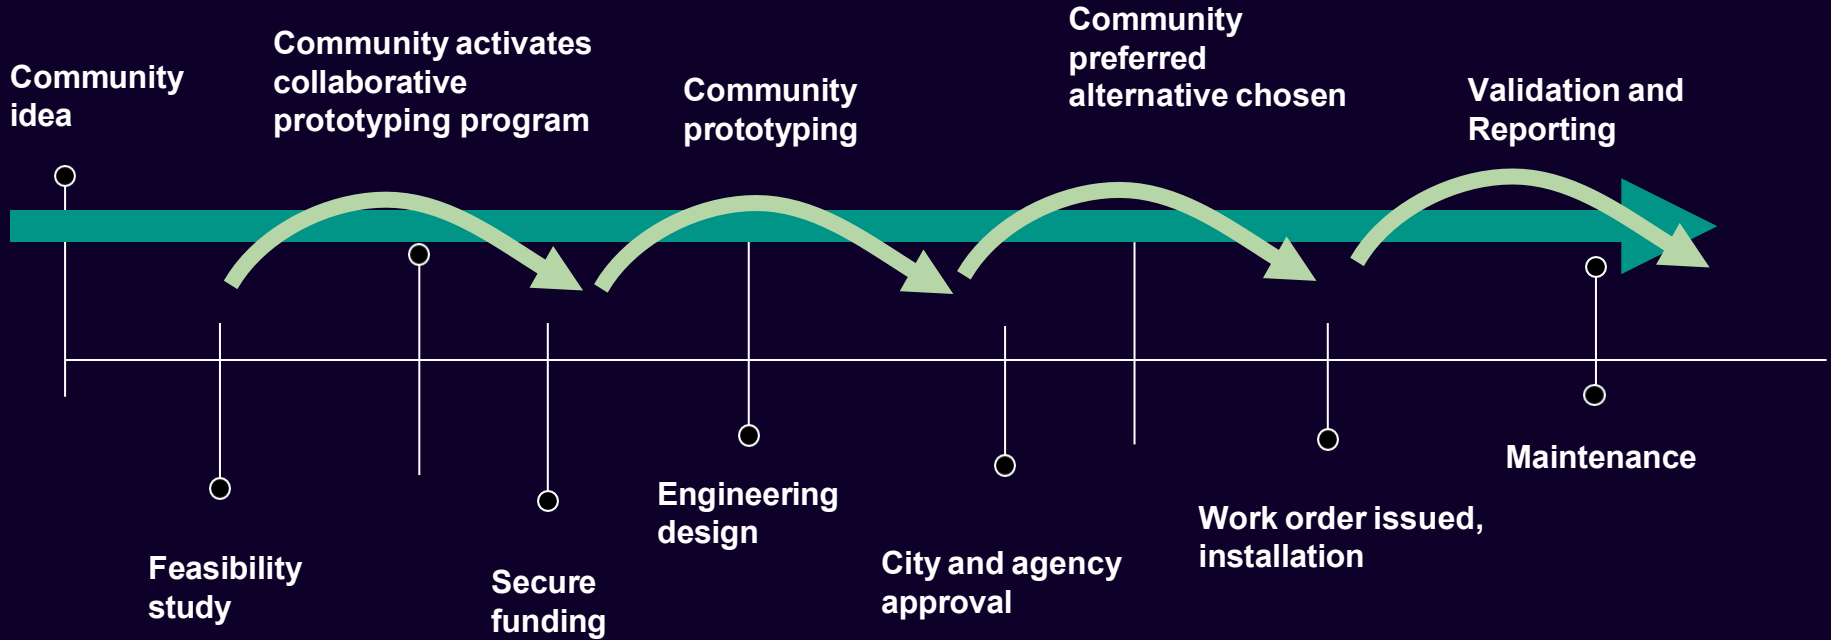 Community
idea
Community activates
collaborative
prototyping program
Community
prototyping
Community
preferred
alternative chosen
Validation and
Reporting
Feasibility
study
Secure
funding
Engineering
design
City and agency
approval
Work order issued,
installation
Maintenance